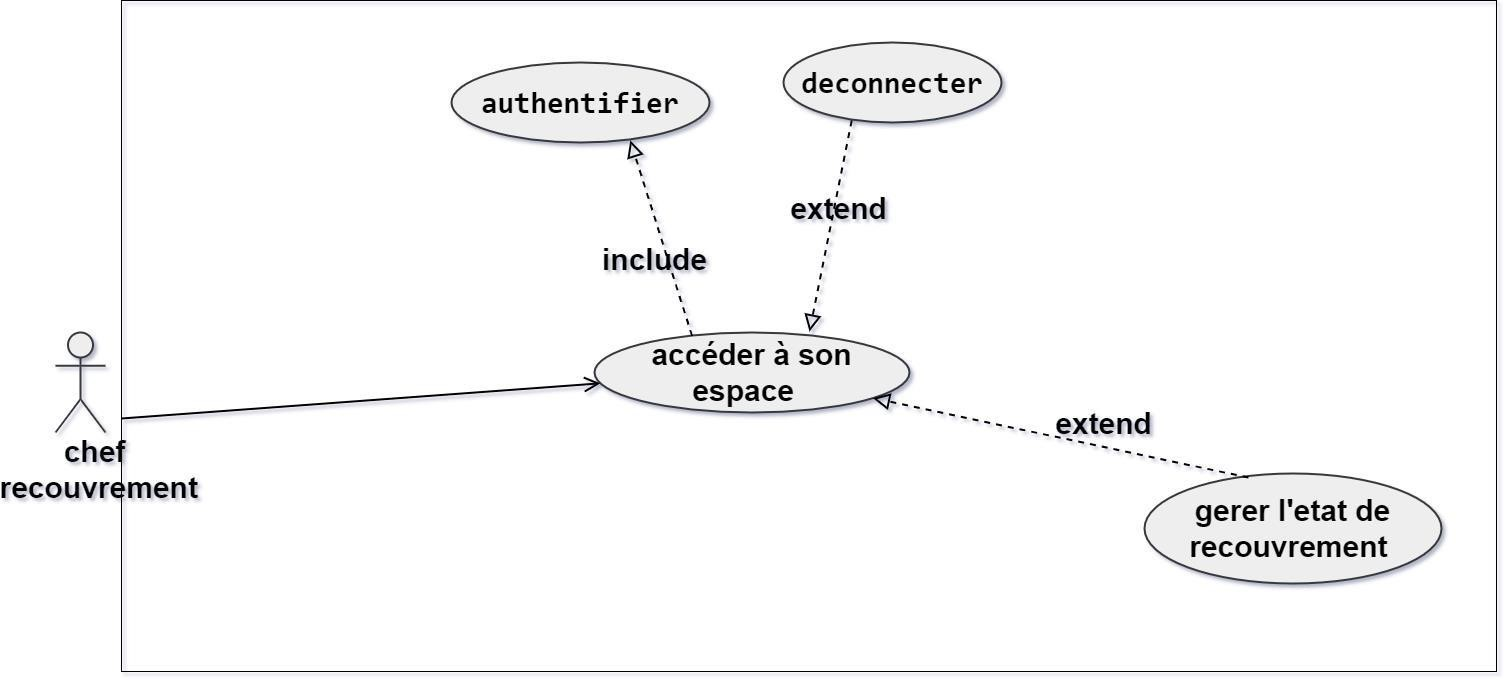 authentifier
deconnecter
extend
include
accéder à son
espace
extend
chef
recouvrement
gerer l'etat de
recouvrement